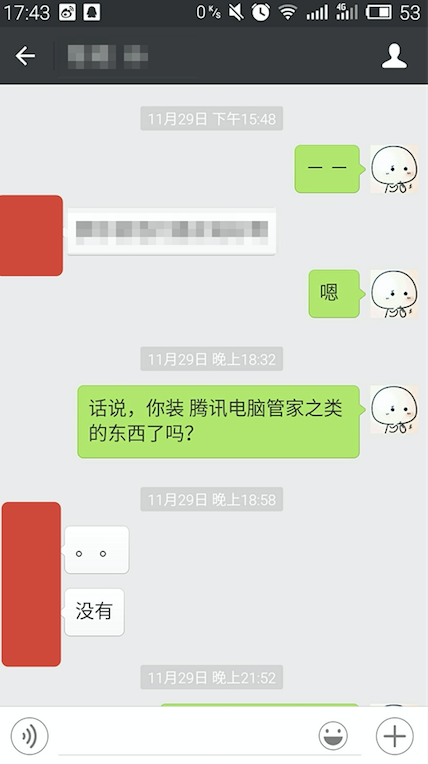 17:43
0 K/s
4G
53
11月29日 下午15:48
— —
嗯
11月29日 晚上18:32
话说，你装 腾讯电脑管家之类
的东西了吗？
11月29日 晚上18:58
。。
没有
11月29日 晚上21:52